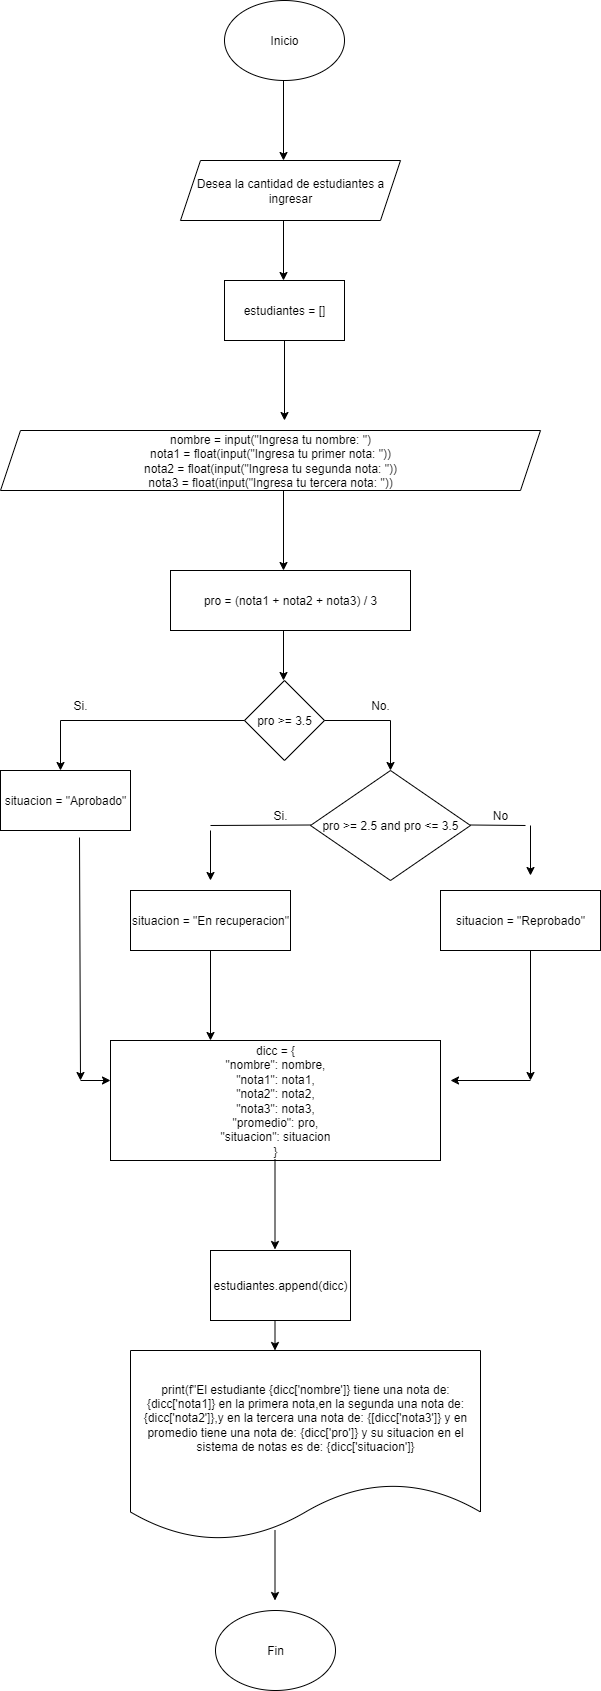 Inicio
Desea la cantidad de estudiantes a
ingresar
estudiantes = []
nombre = input("Ingresa tu nombre: ")
nota1 = float(input("Ingresa tu primer nota: "))
nota2 = float(input("Ingresa tu segunda nota: "))
nota3 = float(input("Ingresa tu tercera nota: "))
pro = (nota1 + nota2 + nota3) / 3
Si.
No.
pro >= 3.5
situacion = "Aprobado"
Si.
No
pro >= 2.5 and pro <= 3.5
situacion = "En recuperacion"
situacion = "Reprobado"
dicc = {
"nombre": nombre,
"nota1": nota1,
"nota2": nota2,
"nota3": nota3,
"promedio": pro,
"situacion": situacion
}
estudiantes.append(dicc)
print(f"El estudiante {dicc['nombre']} tiene una nota de:
{dicc['nota1]} en la primera nota,en la segunda una nota de:
{dicc['nota2']},y en la tercera una nota de: {[dicc['nota3']} y en
promedio tiene una nota de: {dicc['pro']} y su situacion en el
sistema de notas es de: {dicc['situacion']}
Fin